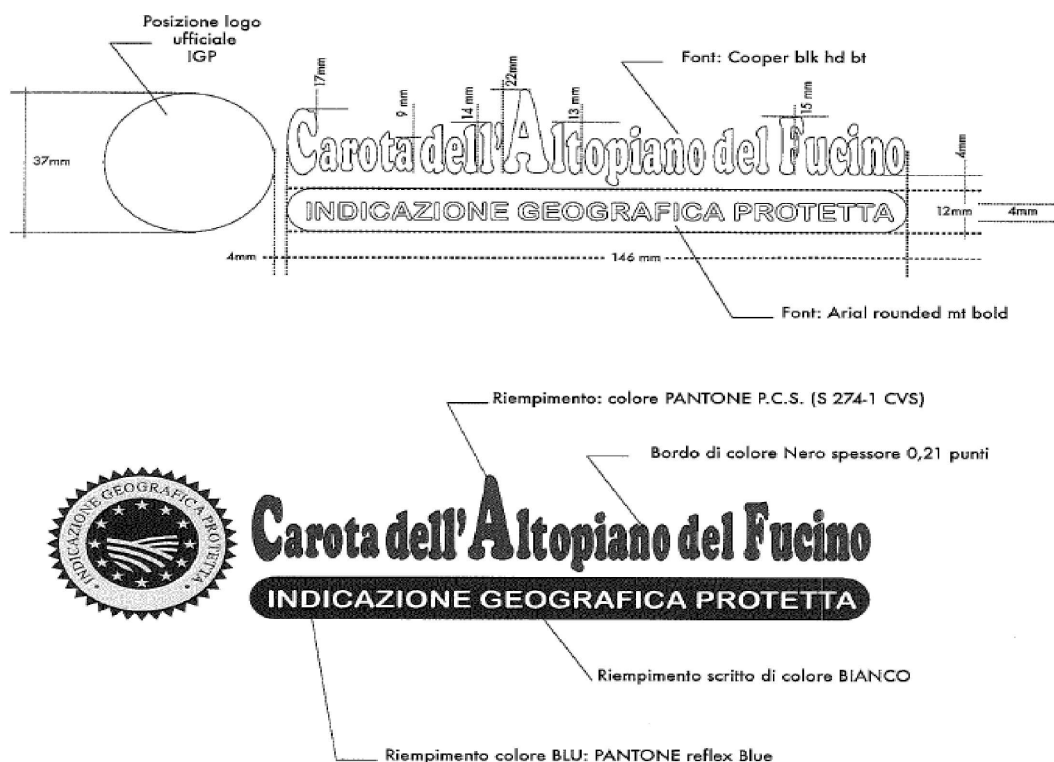 Posizione logo
ufficiale
IGP
Font: Cooper blk hd bt
17mm
9 mm
14 mm
22mm
13 mm
15 mm
37mm
Carota dell'Altopiano del Fucino
4mm
INDICAZIONE GEOGRAFICA PROTETTA
12mm
4mm
4mm
146 mm
Font: Arial rounded mt bold
Riempimento: colore PANTONE P.C.S. (S 274-1 CVS)
Bordo di colore Nero spessore 0,21 punti
INDICAZIONE GEOGRAFICA PROTETTA
Carota dell'Altopiano del Fucino
INDICAZIONE GEOGRAFICA PROTETTA
Riempimento scritto di colore BIANCO
Riempimento colore BLU: PANTONE reflex Blue